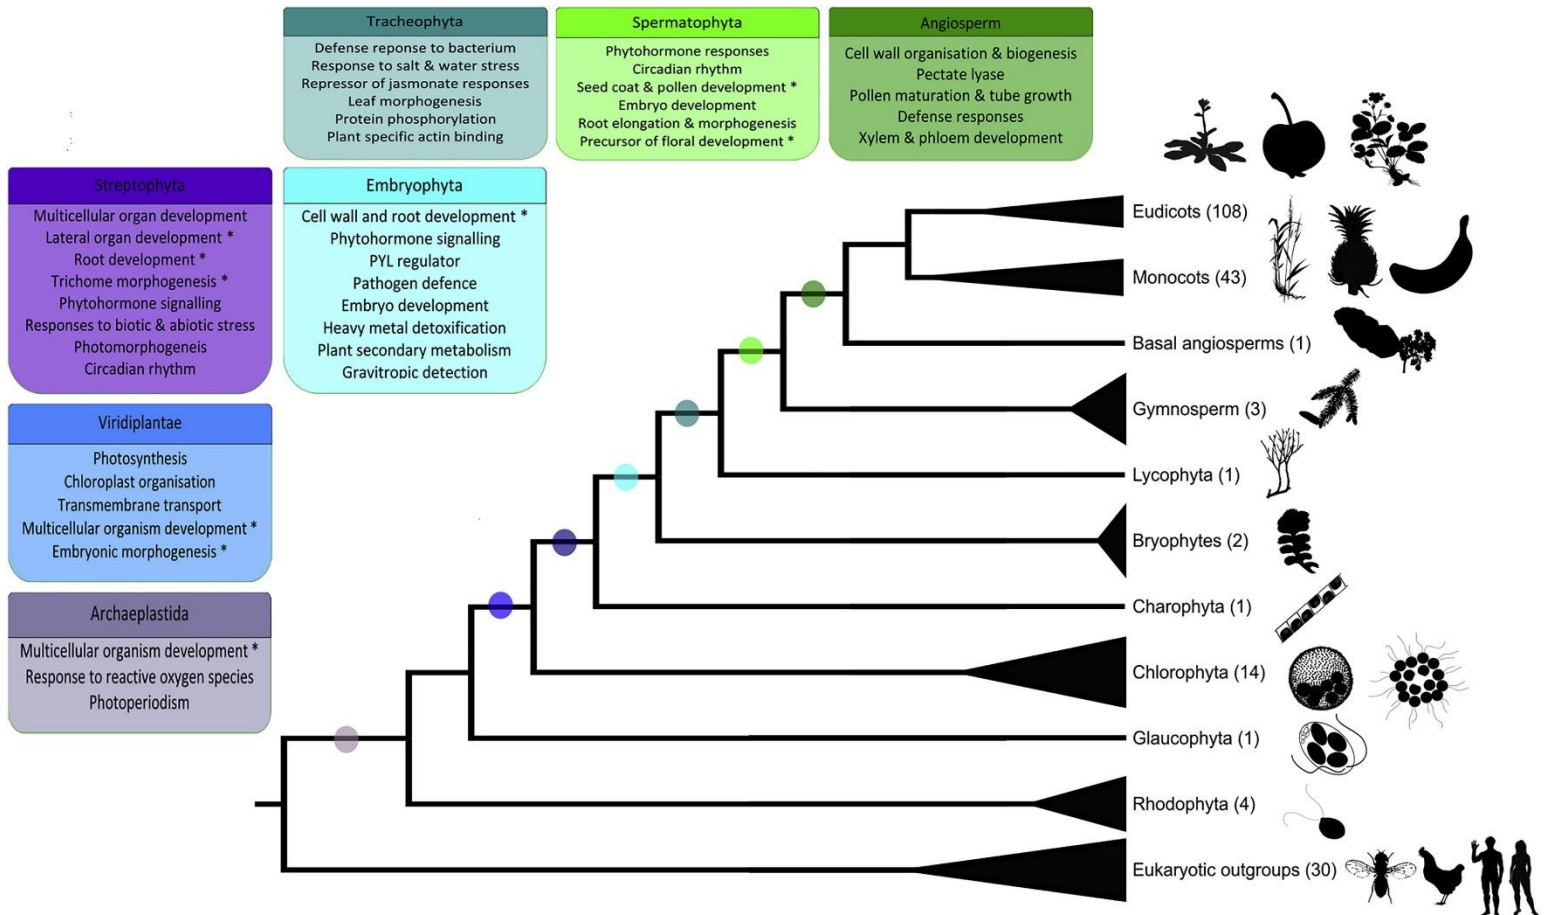 Tracheophyta
Defense reponse to bacterium
Response to salt & water stress
Repressor of jasmonate responses
Leaf morphogenesis
Protein phosphorylation
Plant specific actin binding
Spermatophyta
Phytohormone responses
Circadian rhythm
Seed coat & pollen development *
Embryo development
Root elongation & morphogenesis
Precursor of floral development *
Angiosperm
Cell wall organisation & biogenesis
Pectate lyase
Pollen maturation & tube growth
Defense responses
Xylem & phloem development
Streptophyta
Multicellular organ development
Lateral organ development *
Root development *
Trichome morphogenesis *
Phytohormone signalling
Responses to biotic & abiotic stress
Photomorphogeneis
Circadian rhythm
Embryophyta
Cell wall and root development *
Phytohormone signalling
PYL regulator
Pathogen defence
Embryo development
Heavy metal detoxification
Plant secondary metabolism
Gravitropic detection
Viridiplantae
Photosynthesis
Chloroplast organisation
Transmembrane transport
Multicellular organism development *
Embryonic morphogenesis *
Archaeplastida
Multicellular organism development *
Response to reactive oxygen species
Photoperiodism
Eudicots (108)
Monocots (43)
Basal angiosperms (1)
Gymnosperm (3)
Lycophyta (1)
Bryophytes (2)
Charophyta (1)
Chlorophyta (14)
Glaucophyta (1)
Rhodophyta (4)
Eukaryotic outgroups (30)